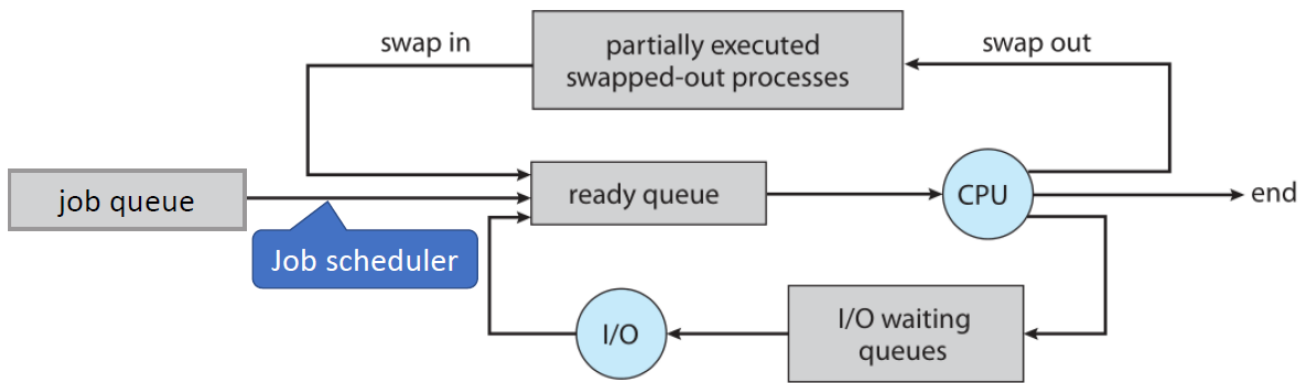 swap in
partially executed
swapped-out processes
swap out
job queue
ready queue
CPU
end
Job scheduler
I/O
I/O waiting
queues